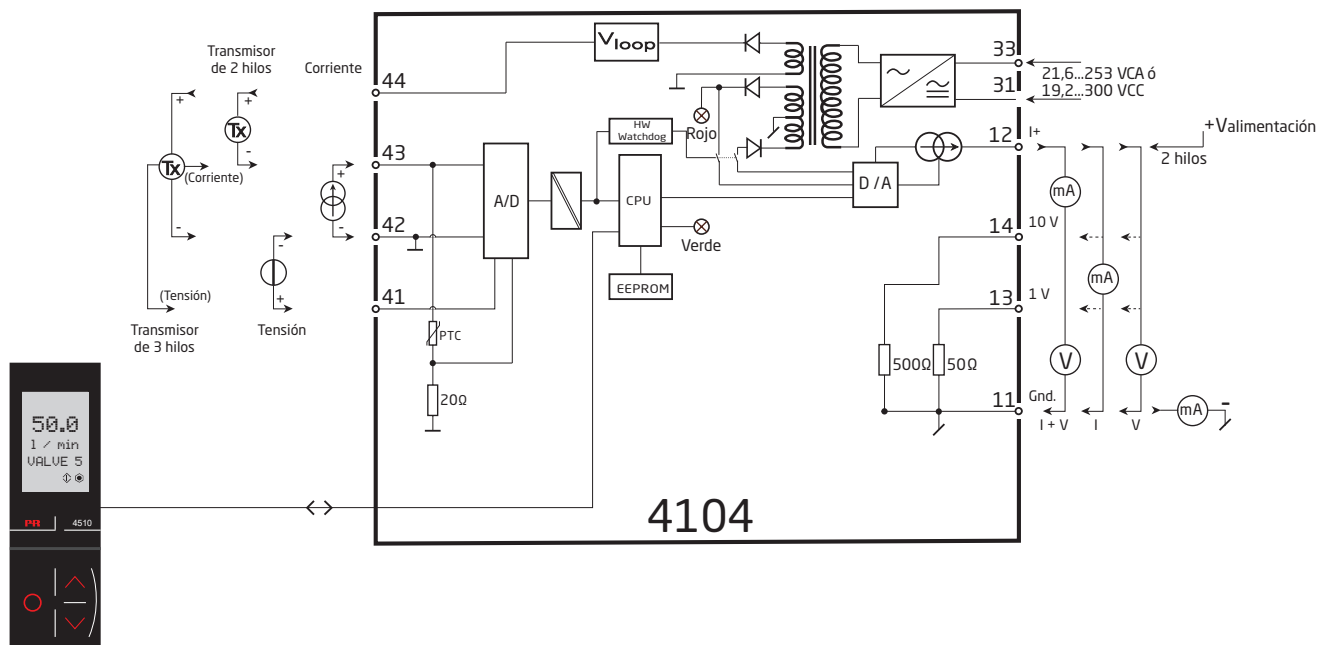 Transmisor
de 2 hilos
Corriente
+
+
Tx
-
Tx
(Corriente)
-
+
-
-
+
(Tensión)
Transmisor
de 3 hilos
Tensión
44
43
42
41
Vloop
HW
Watchdog
Rojo
A/D
CPU
D/A
Verde
EEPROM
PTC
20Ω
500Ω
50Ω
33
31
21,6...253 VCA ó
19,2...300 VCC
12
I+
+Valimentación
2 hilos
mA
14
10 V
mA
13
1 V
V
V
11
Gnd.
mA
-
I + V
I
V
4104
50.0
l / min
VALVE 5
PR
4510